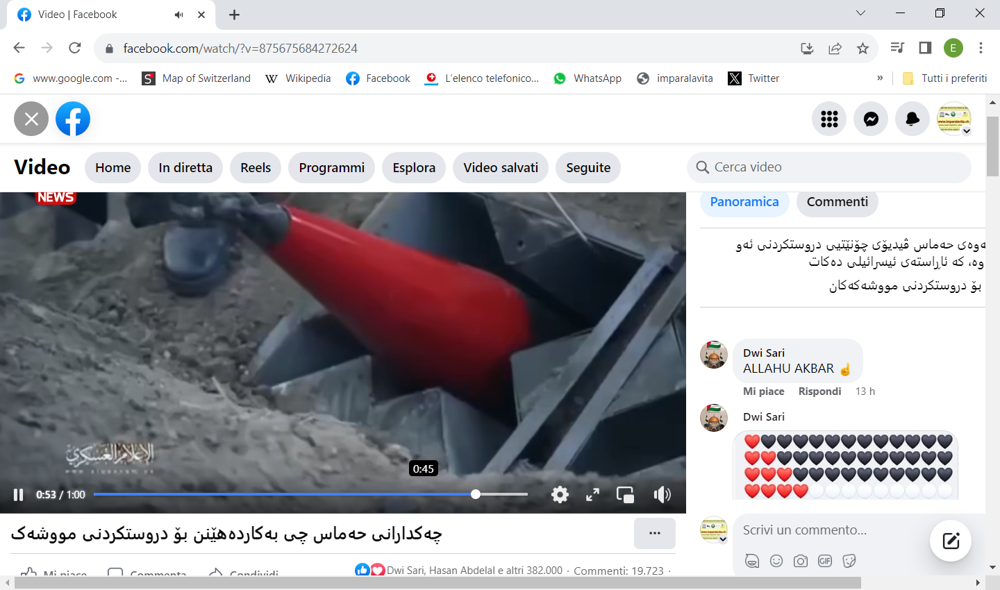 Video | Facebook
facebook.com/watch/?v=875675684272624
www.google.com -...
Map of Switzerland
Wikipedia
Facebook
L'elenco telefonico...
WhatsApp
imparalavita
Twitter
»
Tutti i preferiti
E
Video
Home
In diretta
Reels
Programmi
Esplora
Video salvati
Seguite
Cerca video
NEWS
الإعلام العسكري
0:45
0:53 / 1:00
چەکدارانی حەماس چی بەکاردەهێنن بۆ دروستکردنی مووشەک
Mi piace
Commenta
Condividi
Dwi Sari, Hasan Abdelal e altri 382.000 · Commenti: 19.723 ·
Panoramica
Commenti
ەوەی حەماس ڤیدیۆی چۆنێتیی دروستکردنی ئەو
وە، کە ئاڕاستەی ئیسرائیلی دەکات
بۆ دروستکردنی مووشەکەکان
Dwi Sari
ALLAHU AKBAR ☝
Mi piace Rispondi 13 h
Dwi Sari
Scrivi un commento...
GIF